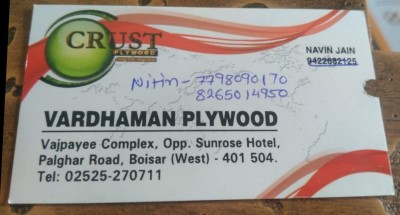 CRUST
PLYWOOD
NAVIN JAIN
9422682125
Nitin- 7798090170
8265014950
VARDHAMAN PLYWOOD
Vajpayee Complex, Opp. Sunrose Hotel,
Palghar Road, Boisar (West) - 401 504.
Tel: 02525-270711